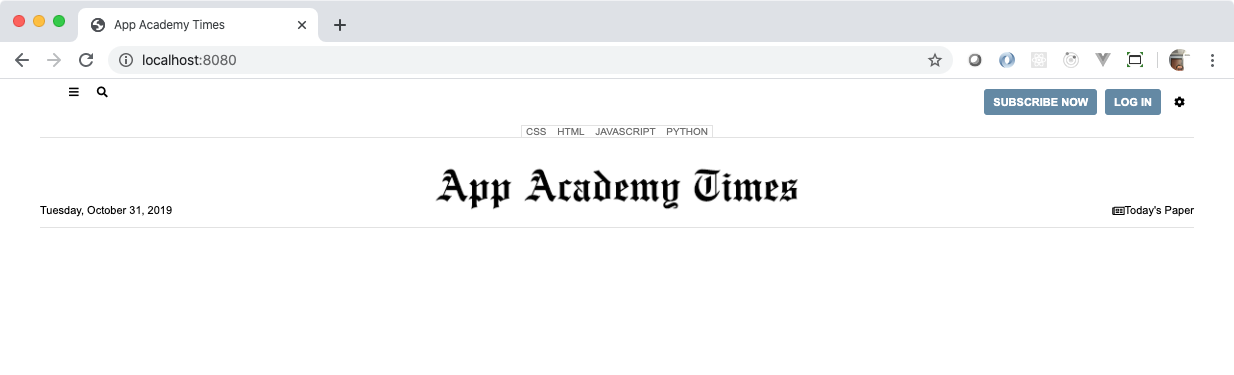 App Academy Times
localhost:8080
SUBSCRIBE NOW LOG IN
CSS HTML JAVASCRIPT PYTHON
App Academy Times
Tuesday, October 31, 2019 Today's Paper